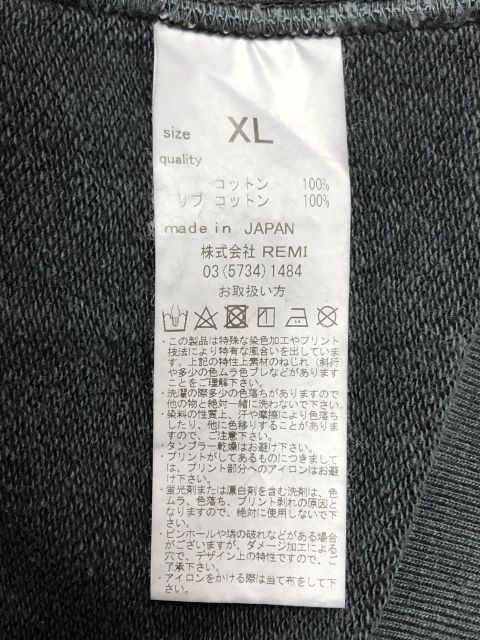 size XL
quality
コットン 100%
リブ コットン 100%
made in JAPAN
株式会社 REMI
03(5734)1484
お取扱い方
・この製品は特殊な染色加工やプリント
技法により特有な風合いを出していま
す。上記の特性上素材のねじれ(斜行)
や多少の色ムラ色ブレなどがあります
ことをご理解下さい。
・洗濯の際多少の色落ちがありますので
他の物と絶対一緒に洗わないで下さい。
・染料の性質上、汗や摩擦により色落ち
したり、他に色移りすることがありま
すので、ご注意下さい。
・タンブラー乾燥はお避け下さい。
・プリントがしてあるものにつきまして
は、プリント部分へのアイロンはお避
け下さい。
・蛍光剤または漂白剤を含む洗剤は、色
ムラ、色落ち、プリント剥れの原因と
なりますので、絶対に使用しないで下
さい。
・ピンホールや端の破れなどがある場合
がございますが、ダメージ加工による
穴で、デザイン上の特性ですので、ご
了承下さい。
・アイロンをかける際は当て布をして下
さい。